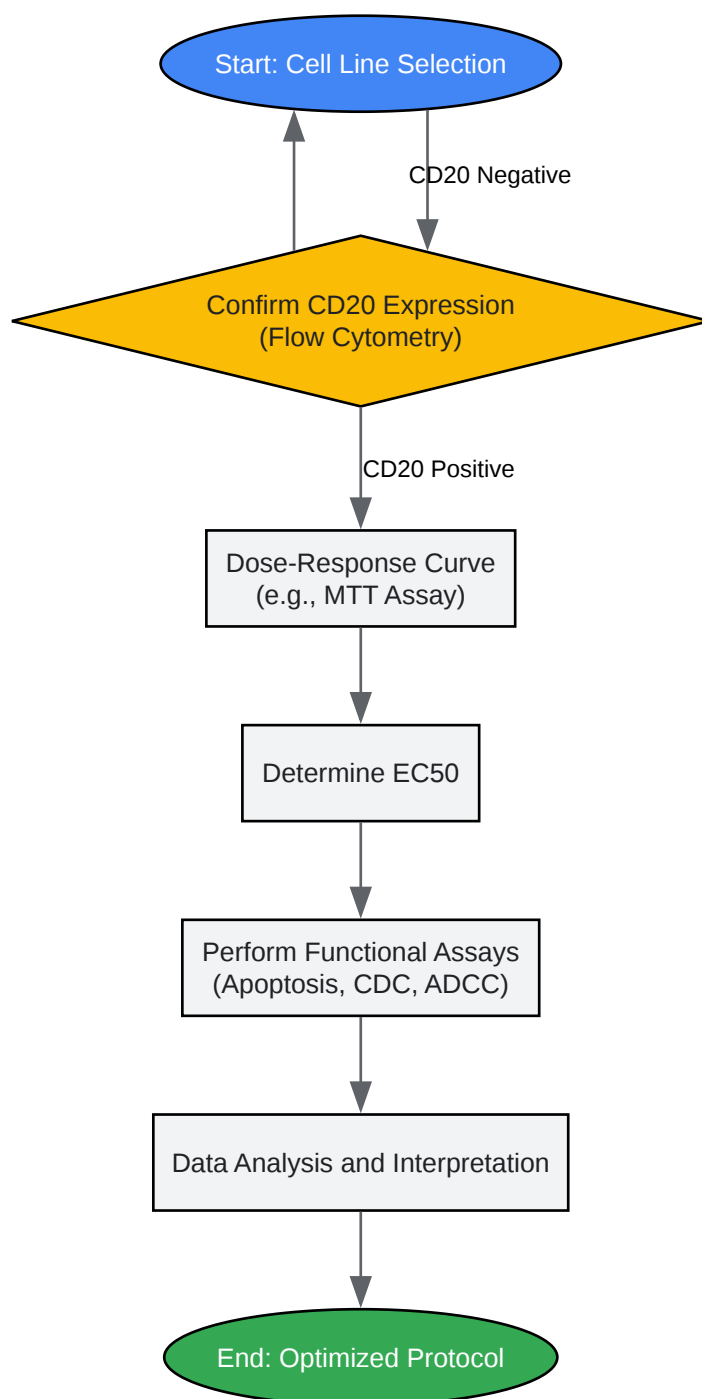 Start: Cell Line Selection
CD20 Negative
Confirm CD20 Expression
(Flow Cytometry)
CD20 Positive
Dose-Response Curve
(e.g., MTT Assay)
Determine EC50
Perform Functional Assays
(Apoptosis, CDC, ADCC)
Data Analysis and Interpretation
End: Optimized Protocol